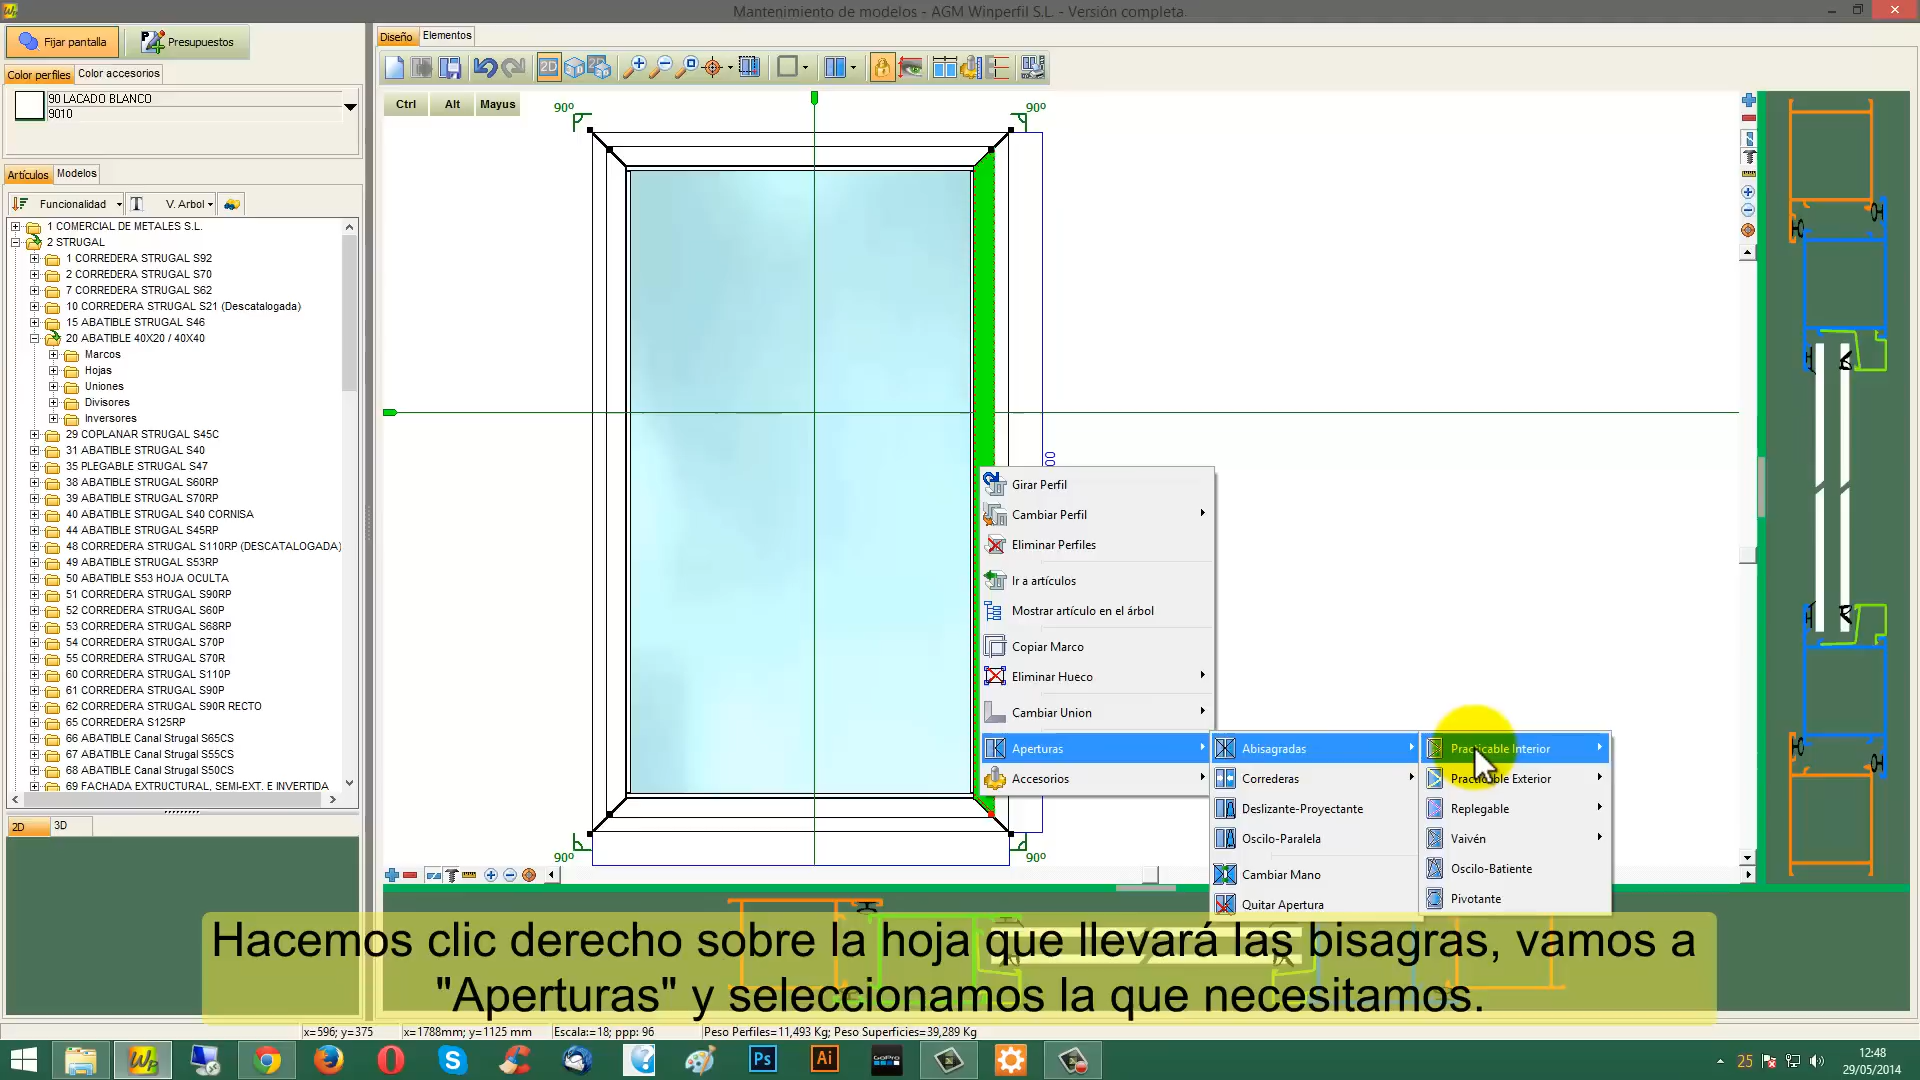 Mantenimiento de modelos - AGM Winperfil S.L. - Versión completa
Fijar pantalla
Presupuestos
Diseño
Elementos
Color perfiles
Color accesorios
90 LACADO BLANCO
9010
Ctrl
Alt
Mayus
90º
90º
Artículos
Modelos
Funcionalidad
V. Arbol
1 COMERCIAL DE METALES S.L.
2 STRUGAL
1 CORREDERA STRUGAL S92
2 CORREDERA STRUGAL S70
7 CORREDERA STRUGAL S62
10 CORREDERA STRUGAL S21 (Descatalogada)
15 ABATIBLE STRUGAL S46
20 ABATIBLE 40X20 / 40X40
Marcos
Hojas
Uniones
Divisores
Inversores
29 COPLANAR STRUGAL S45C
31 ABATIBLE STRUGAL S40
35 PLEGABLE STRUGAL S47
38 ABATIBLE STRUGAL S60RP
39 ABATIBLE STRUGAL S70RP
40 ABATIBLE STRUGAL S40 CORNISA
44 ABATIBLE STRUGAL S45RP
48 CORREDERA STRUGAL S110RP (DESCATALOGADA)
49 ABATIBLE STRUGAL S53RP
50 ABATIBLE S53 HOJA OCULTA
51 CORREDERA STRUGAL S90RP
52 CORREDERA STRUGAL S60P
53 CORREDERA STRUGAL S68RP
54 CORREDERA STRUGAL S70P
55 CORREDERA STRUGAL S70R
60 CORREDERA STRUGAL S110P
61 CORREDERA STRUGAL S90P
62 CORREDERA STRUGAL S90R RECTO
65 CORREDERA S125RP
66 ABATIBLE Canal Strugal S65CS
67 ABATIBLE Canal Strugal S55CS
68 ABATIBLE Canal Strugal S50CS
69 FACHADA ESTRUCTURAL, SEMI-EXT. E INVERTIDA
2D
3D
Girar Perfil
Cambiar Perfil
Eliminar Perfiles
Ir a artículos
Mostrar artículo en el árbol
Copiar Marco
Eliminar Hueco
Cambiar Union
Aperturas
Accesorios
Abisagradas
Correderas
Deslizante-Proyectante
Oscilo-Paralela
Cambiar Mano
Quitar Apertura
Practicable Interior
Practicable Exterior
Replegable
Vaivén
Oscilo-Batiente
Pivotante
90º
90º
Hacemos clic derecho sobre la hoja que llevará las bisagras, vamos a
"Aperturas" y seleccionamos la que necesitamos.
x=596; y=375
x=1788mm; y=1125 mm
Escala:=18; ppp: 96
Peso Perfiles=11,493 Kg; Peso Superficies=39,289 Kg
25
12:48
29/05/2014